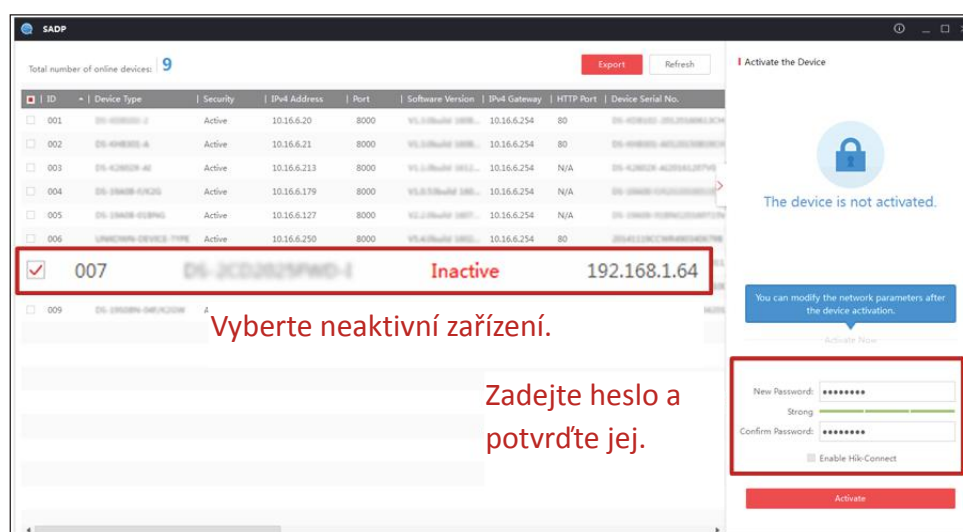 SADP
Total number of online devices: 9
Export
Refresh
ID | Device Type | Security | IPv4 Address | Port | Software Version | IPv4 Gateway | HTTP Port | Device Serial No.
001 Active 10.16.6.20 8000 10.16.6.254 80
002 Active 10.16.6.21 8000 10.16.6.254 80
003 Active 10.16.6.213 8000 10.16.6.254 N/A
004 Active 10.16.6.179 8000 10.16.6.254 N/A
005 Active 10.16.6.127 8000 10.16.6.254 N/A
006 Active 10.16.6.250 8000 10.16.6.254 80
007 Inactive 192.168.1.64
009
Vyberte neaktivní zařízení.
Zadejte heslo a
potvrďte jej.
Activate the Device
The device is not activated.
You can modify the network parameters after
the device activation.
Activate Now
New Password: ••••••••
Strong
Confirm Password: ••••••••
Enable Hik-Connect
Activate